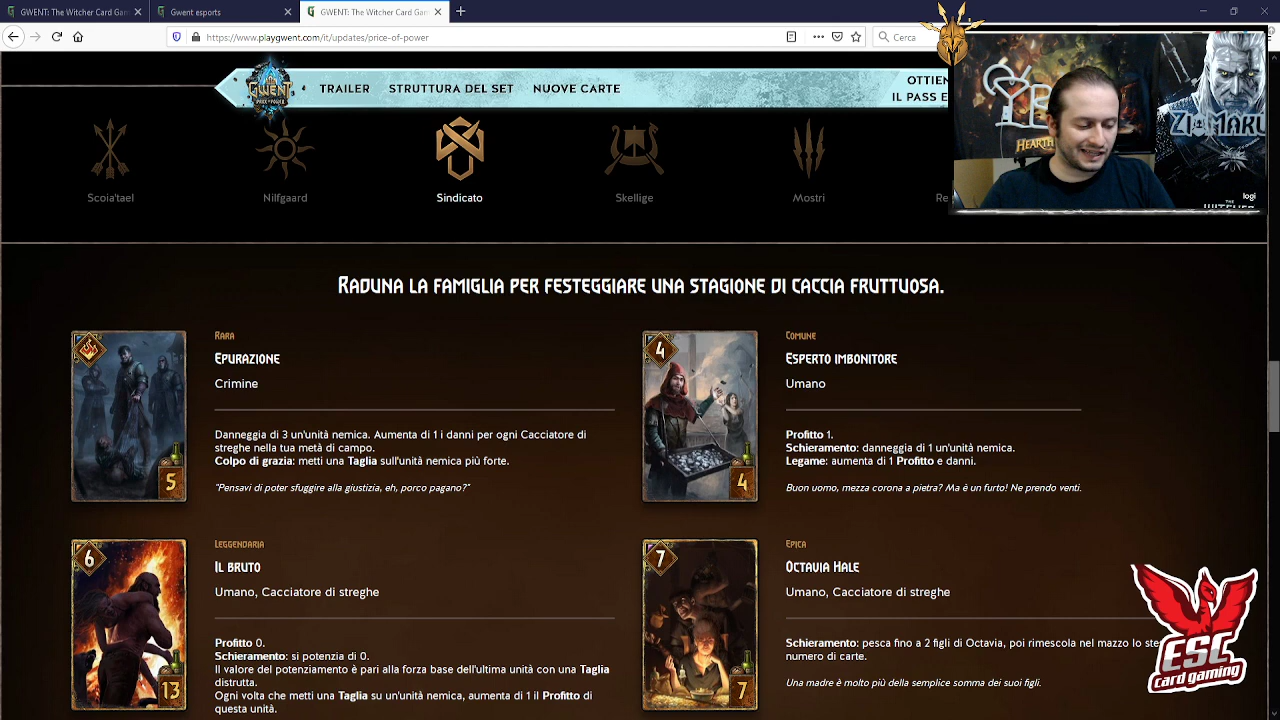 GWENT: The Witcher Card Gam
Gwent esports
GWENT: The Witcher Card Gam
https://www.playgwent.com/it/updates/price-of-power
Cerca
GWENT
PRICE OF POWER
TRAILER
STRUTTURA DEL SET
NUOVE CARTE
OTTIEN
IL PASS E
Scoia'tael
Nilfgaard
Sindicato
Skellige
Mostri
Re
HEARTH
ZIOMARU
logi
THE
WITCHER
Raduna la famiglia per festeggiare una stagione di caccia fruttuosa.
5
Rara
Epurazione
Crimine
Danneggia di 3 un'unità nemica. Aumenta di 1 i danni per ogni Cacciatore di
streghe nella tua metà di campo.
Colpo di grazia: metti una Taglia sull'unità nemica più forte.
"Pensavi di poter sfuggire alla giustizia, eh, porco pagano?"
4
4
Comune
Esperto imbonitore
Umano
Profitto 1.
Schieramento: danneggia di 1 un'unità nemica.
Legame: aumenta di 1 Profitto e danni.
Buon uomo, mezza corona a pietra? Ma è un furto! Ne prendo venti.
6
13
Leggendaria
Il bruto
Umano, Cacciatore di streghe
Profitto 0.
Schieramento: si potenzia di 0.
Il valore del potenziamento è pari alla forza base dell'ultima unità con una Taglia
distrutta.
Ogni volta che metti una Taglia su un'unità nemica, aumenta di 1 il Profitto di
questa unità.
7
7
Epica
Octavia Hale
Umano, Cacciatore di streghe
Schieramento: pesca fino a 2 figli di Octavia, poi rimescola nel mazzo lo ste
numero di carte.
Una madre è molto più della semplice somma dei suoi figli.
ESC
card gaming